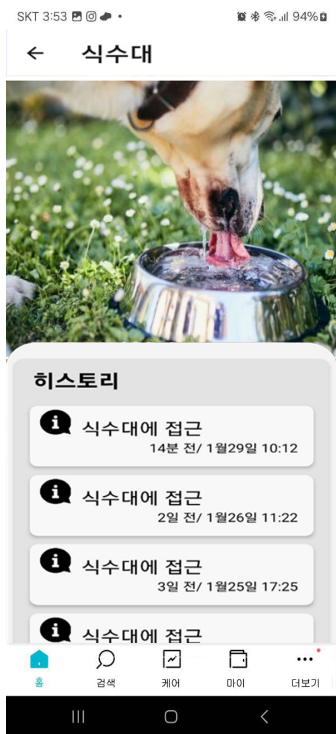 SKT 3:53
94%
식수대
히스토리
식수대에 접근
14분 전/ 1월29일 10:12
식수대에 접근
2일 전/ 1월26일 11:22
식수대에 접근
3일 전/ 1월25일 17:25
식수대에 접근
홈 검색 케어 마이 더보기